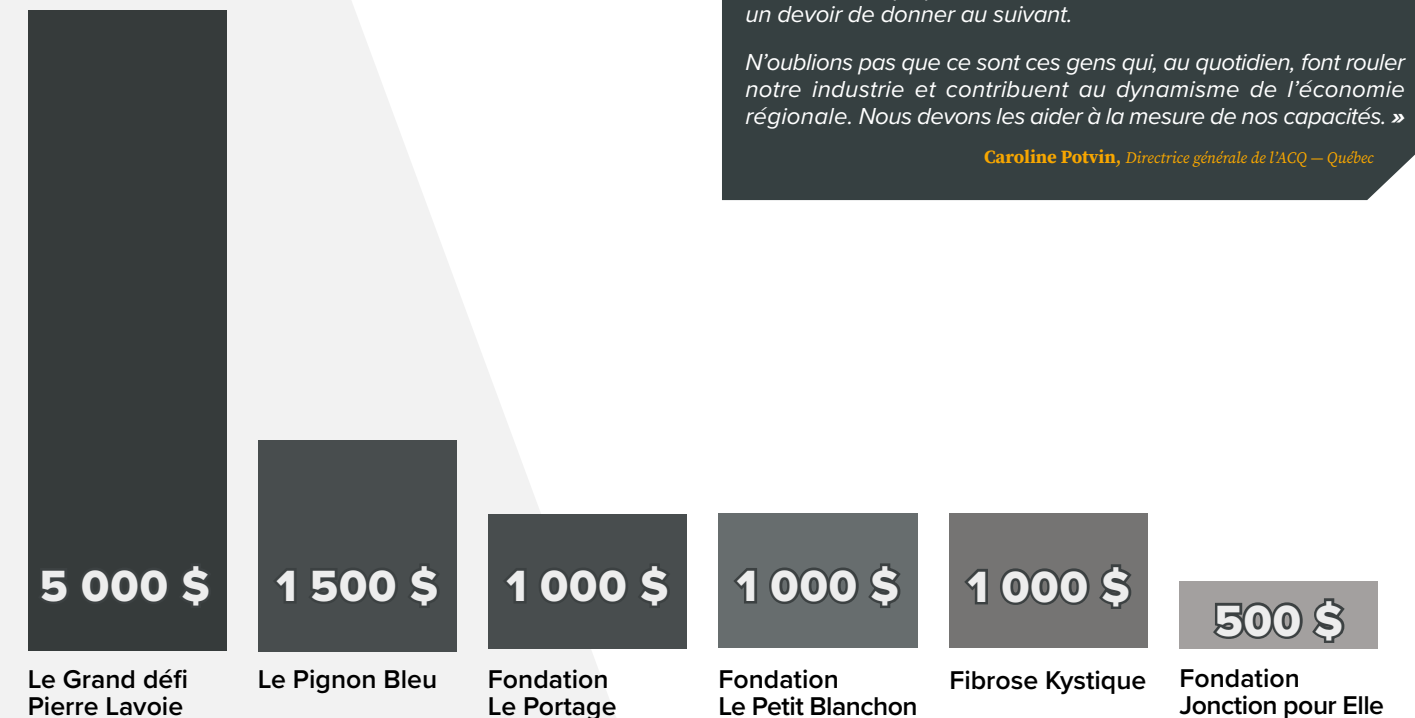 un devoir de donner au suivant.
N’oublions pas que ce sont ces gens qui, au quotidien, font rouler
notre industrie et contribuent au dynamisme de l’économie
régionale. Nous devons les aider à la mesure de nos capacités. »
Caroline Potvin, Directrice générale de l’ACQ — Québec
5 000 $
1 500 $
1 000 $
1 000 $
1 000 $
500 $
Le Grand défi
Pierre Lavoie
Le Pignon Bleu
Fondation
Le Portage
Fondation
Le Petit Blanchon
Fibrose Kystique
Fondation
Jonction pour Elle